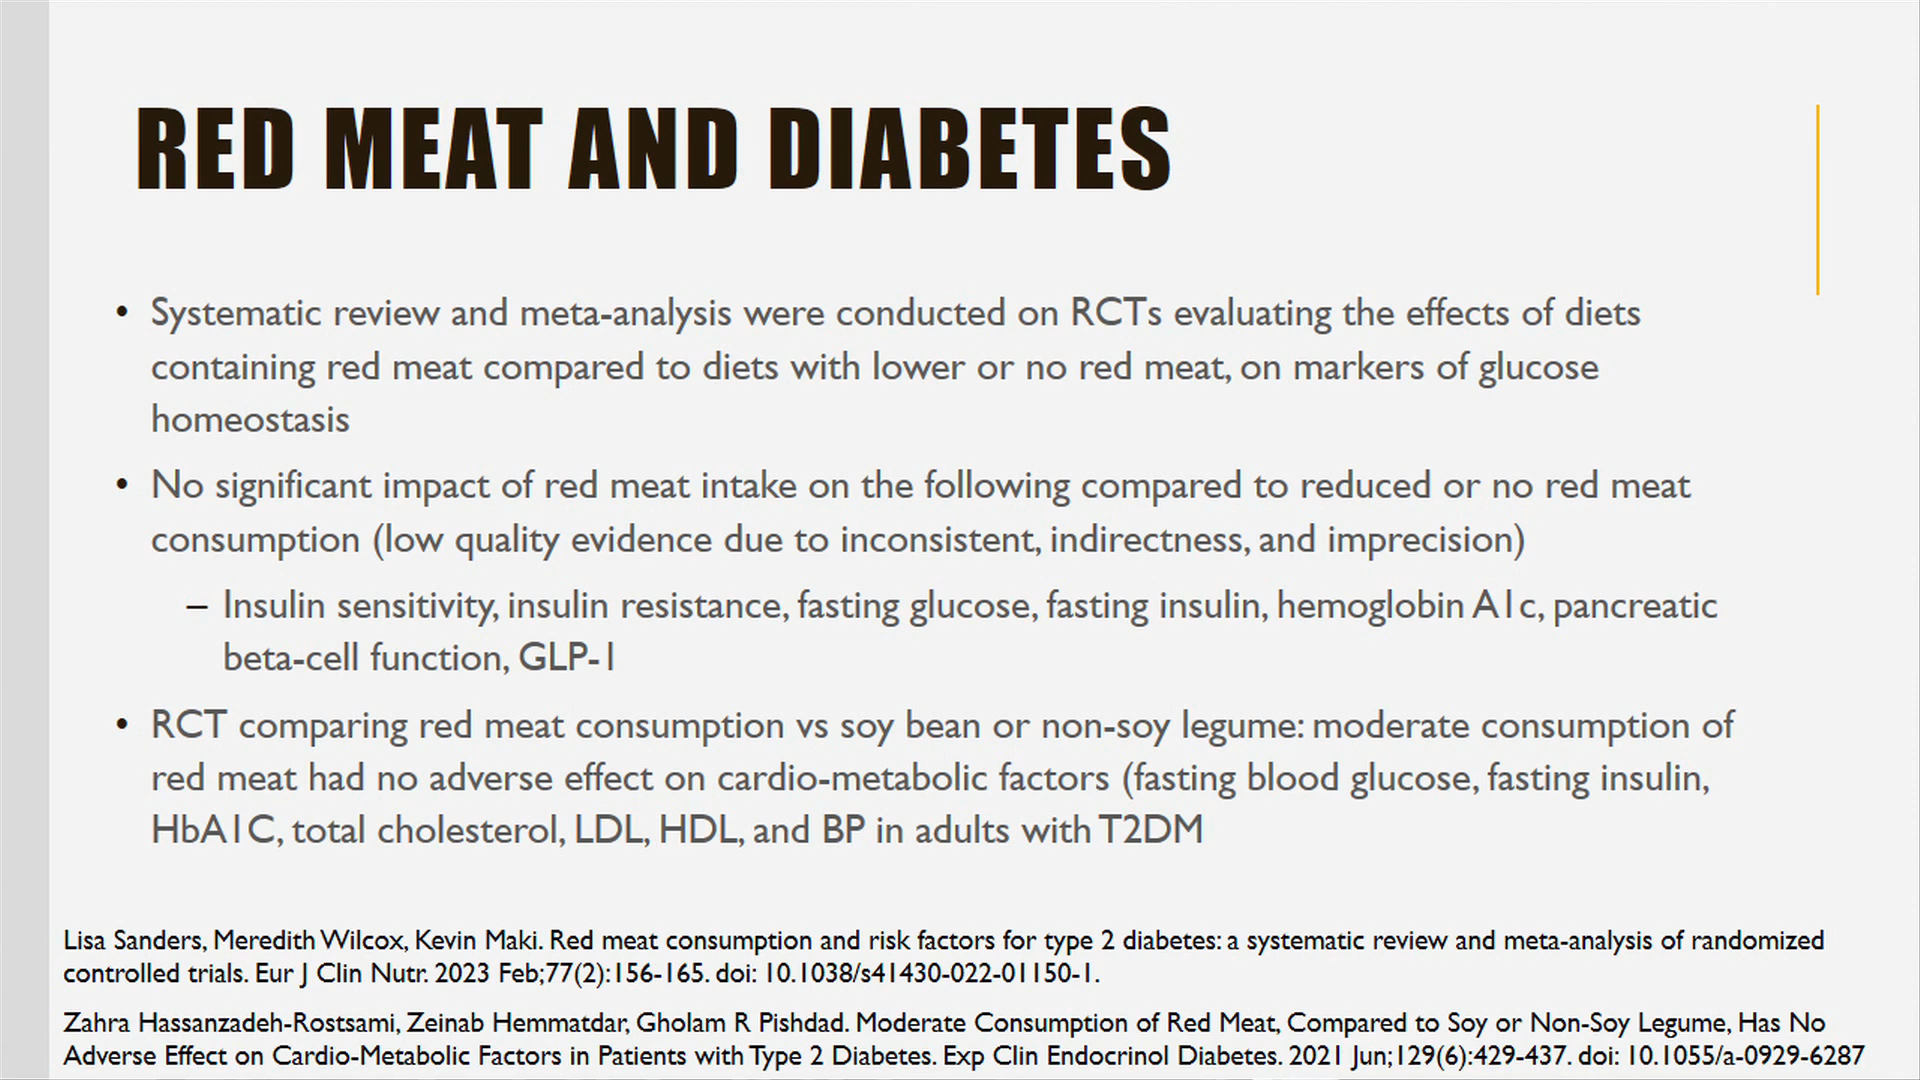 RED MEAT AND DIABETES
• Systematic review and meta-analysis were conducted on RCTs evaluating the effects of diets
containing red meat compared to diets with lower or no red meat, on markers of glucose
homeostasis
• No significant impact of red meat intake on the following compared to reduced or no red meat
consumption (low quality evidence due to inconsistent, indirectness, and imprecision)
– Insulin sensitivity, insulin resistance, fasting glucose, fasting insulin, hemoglobin A1c, pancreatic
beta-cell function, GLP-1
• RCT comparing red meat consumption vs soy bean or non-soy legume: moderate consumption of
red meat had no adverse effect on cardio-metabolic factors (fasting blood glucose, fasting insulin,
HbA1C, total cholesterol, LDL, HDL, and BP in adults with T2DM
Lisa Sanders, Meredith Wilcox, Kevin Maki. Red meat consumption and risk factors for type 2 diabetes: a systematic review and meta-analysis of randomized
controlled trials. Eur J Clin Nutr. 2023 Feb;77(2):156-165. doi: 10.1038/s41430-022-01150-1.
Zahra Hassanzadeh-Rostsami, Zeinab Hemmatdar, Gholam R Pishdad. Moderate Consumption of Red Meat, Compared to Soy or Non-Soy Legume, Has No
Adverse Effect on Cardio-Metabolic Factors in Patients with Type 2 Diabetes. Exp Clin Endocrinol Diabetes. 2021 Jun;129(6):429-437. doi: 10.1055/a-0929-6287